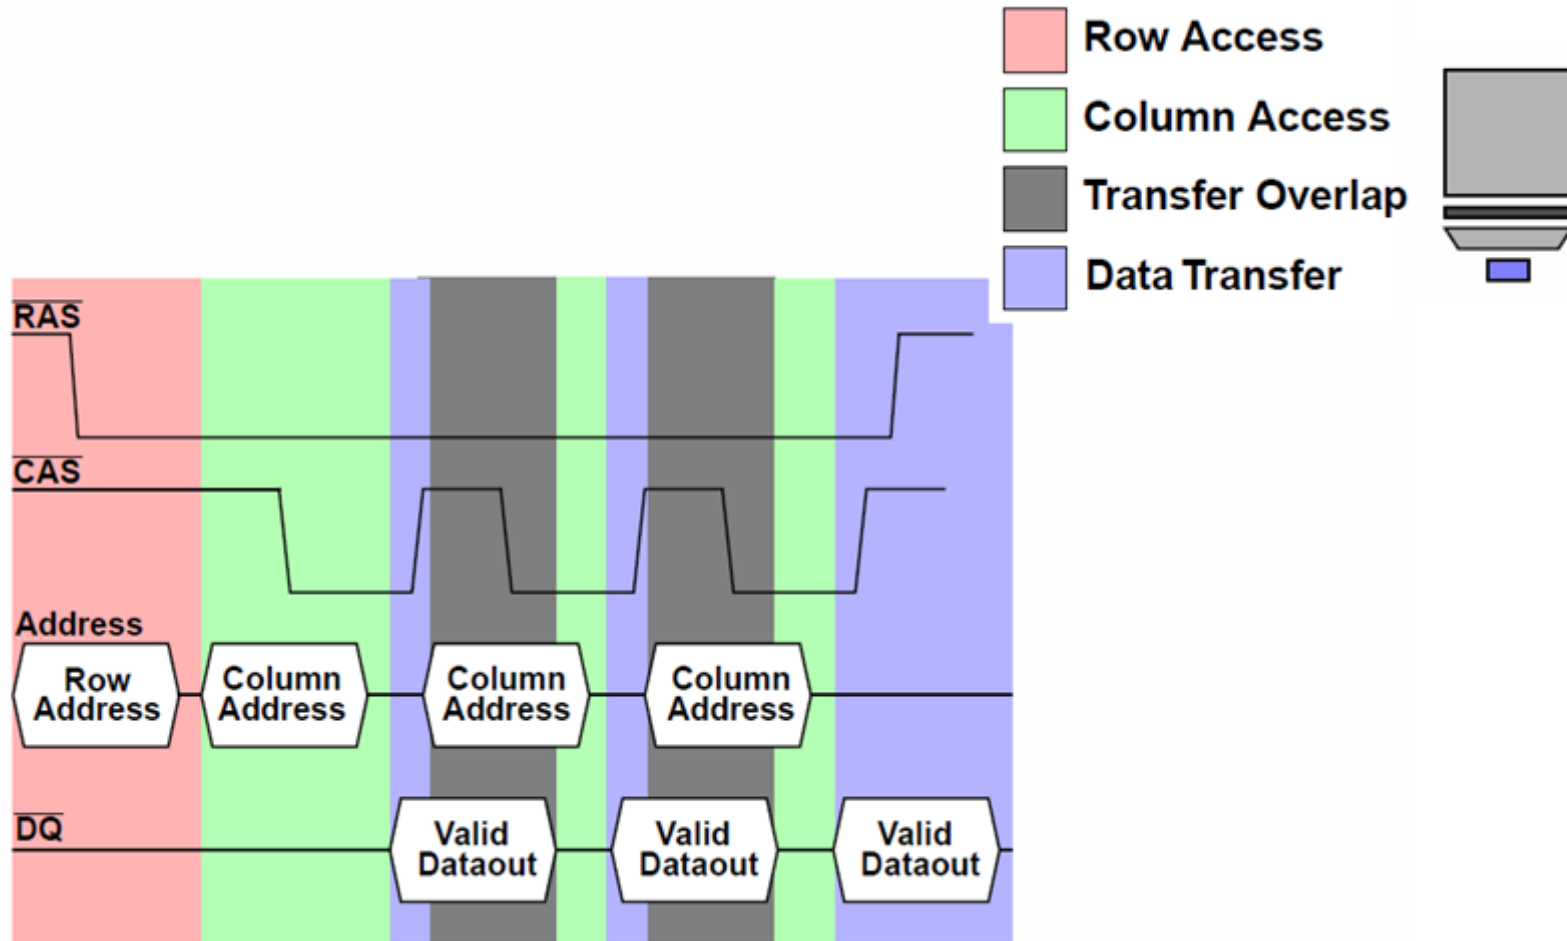 Row Access
Column Access
Transfer Overlap
Data Transfer
RAS
CAS
Address
Row
Address
Column
Address
Column
Address
Column
Address
DQ
Valid
Dataout
Valid
Dataout
Valid
Dataout